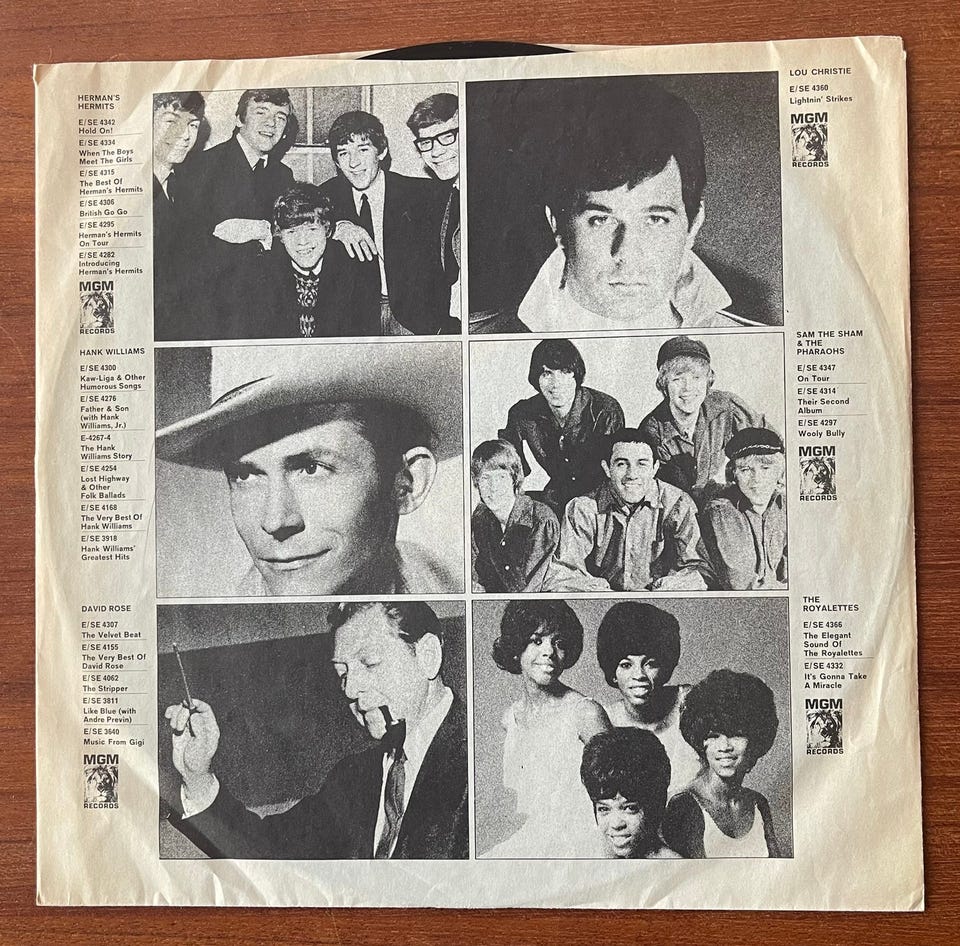 HERMAN'S
HERMITS
E/SE 4342
Hold On!
E/SE 4334
When The Boys
Meet The Girls
E/SE 4315
The Best Of
Herman's Hermits
E/SE 4306
British Go Go
E/SE 4295
Herman's Hermits
On Tour
E/SE 4282
Introducing
Herman's Hermits
MGM
RECORDS
HANK WILLIAMS
E/SE 4300
Kaw-Liga & Other
Humorous Songs
E/SE 4276
Father & Son
(with Hank
Williams, Jr.)
E-4267-4
The Hank
Williams Story
E/SE 4254
Lost Highway
& Other
Folk Ballads
E/SE 4168
The Very Best Of
Hank Williams
E/SE 3918
Hank Williams'
Greatest Hits
DAVID ROSE
E/SE 4307
The Velvet Beat
E/SE 4155
The Very Best Of
David Rose
E/SE 4062
The Stripper
E/SE 3811
Like Blue (with
Andre Previn)
E/SE 3640
Music From Gigi
MGM
RECORDS
LOU CHRISTIE
E/SE 4360
Lightnin' Strikes
MGM
RECORDS
SAM THE SHAM
& THE
PHARAOHS
E/SE 4347
On Tour
E/SE 4314
Their Second
Album
E/SE 4297
Wooly Bully
MGM
RECORDS
THE
ROYALETTES
E/SE 4366
The Elegant
Sound Of
The Royalettes
E/SE 4332
It's Gonna Take
A Miracle
MGM
RECORDS